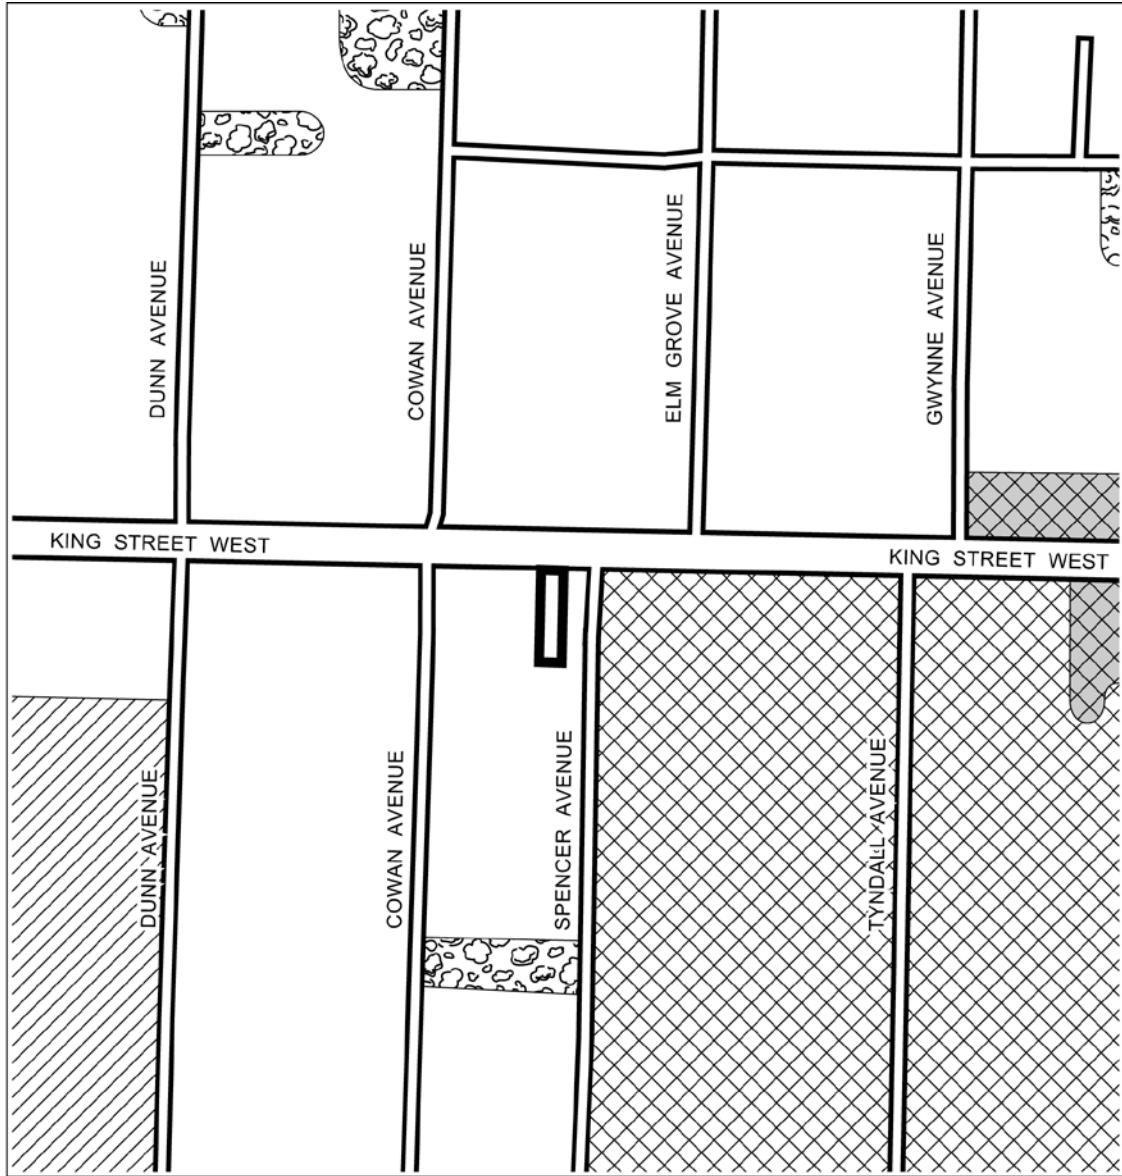 DUNN AVENUE
COWAN AVENUE
ELM GROVE AVENUE
GWYNNE AVENUE
KING STREET WEST
KING STREET WEST
DUNN AVENUE
COWAN AVENUE
SPENCER AVENUE
TYNDALL AVENUE